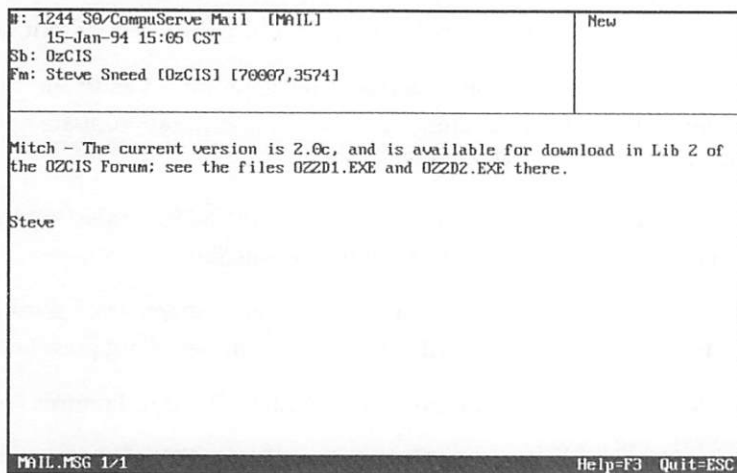 #: 1244 S0/CompuServe Mail [MAIL]
New
15-Jan-94 15:05 CST
Sb: OzCIS
Fm: Steve Sneed [OzCIS] [70007,3574]
Mitch - The current version is 2.0c, and is available for download in Lib 2 of
the OZCIS Forum; see the files OZ2D1.EXE and OZ2D2.EXE there.
Steve
MAIL.MSG 1/1
Help=F3 Quit=ESC